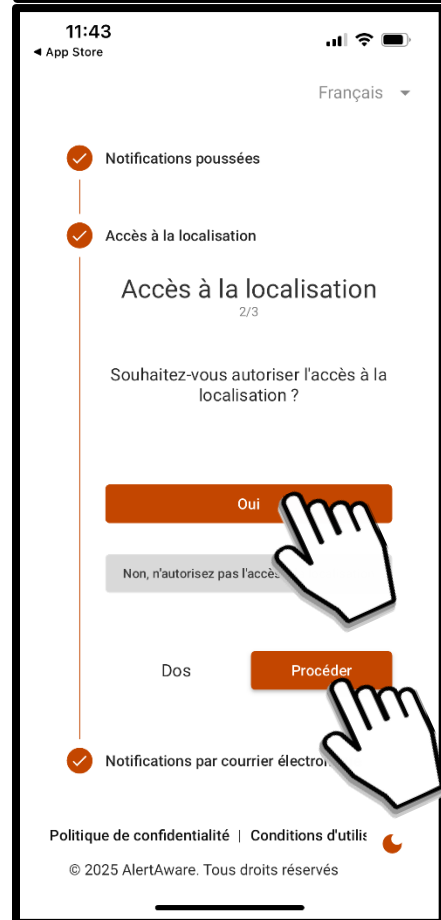 11:43
◀ App Store
Français
Notifications poussées
Accès à la localisation
Accès à la localisation
2/3
Souhaitez-vous autoriser l'accès à la
localisation ?
Oui
Non, n'autorisez pas l'accès
Dos
Procéder
Notifications par courrier
Politique de confidentialité | Conditions
© 2025 AlertAware. Tous droits réservés